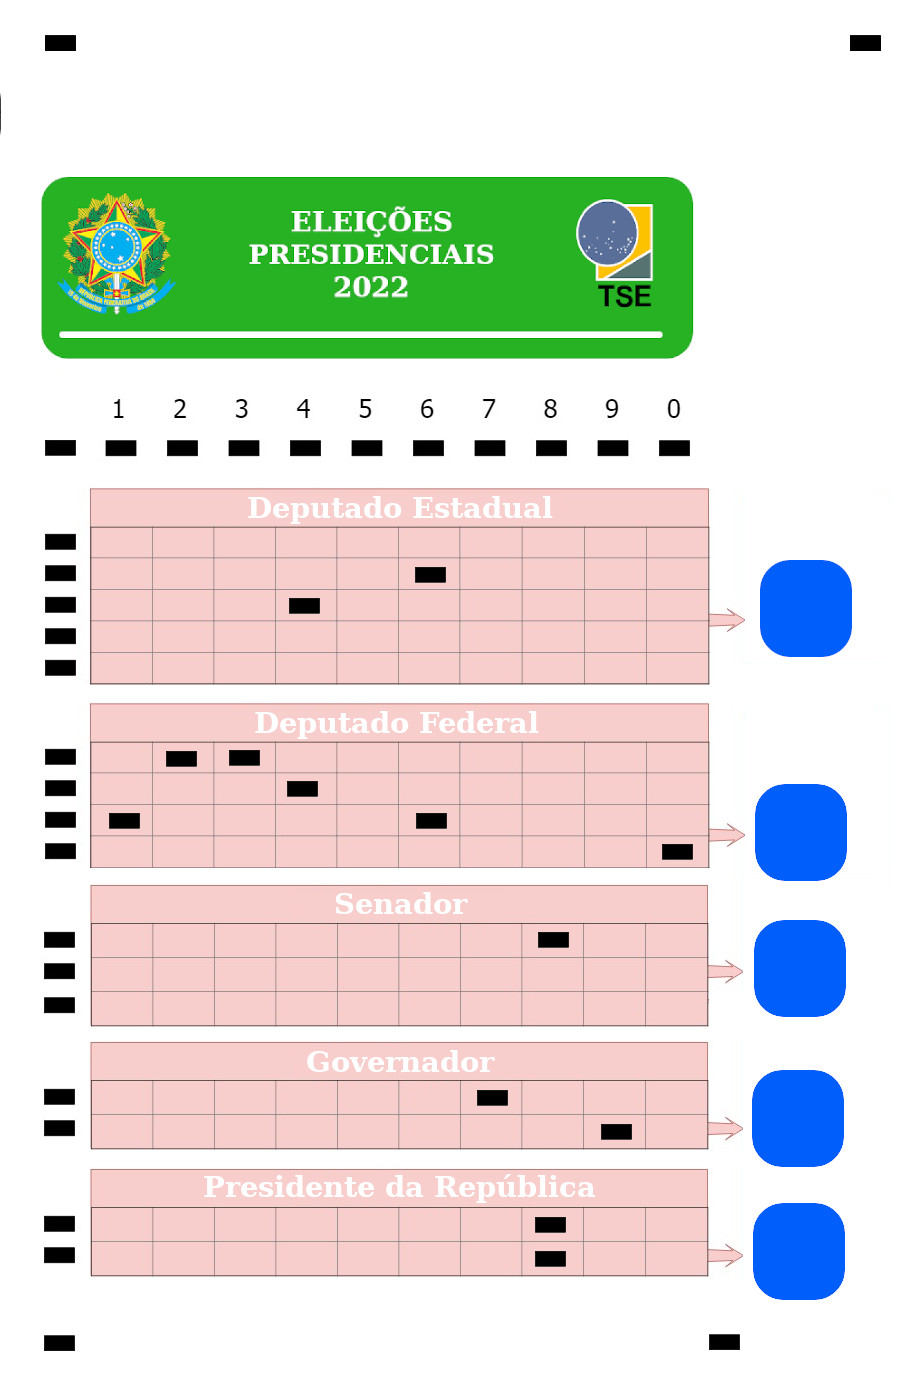 ELEIÇÕES
PRESIDENCIAIS
2022
TSE
1 2 3 4 5 6 7 8 9 0
Deputado Estadual
Deputado Federal
Senador
Governador
Presidente da República